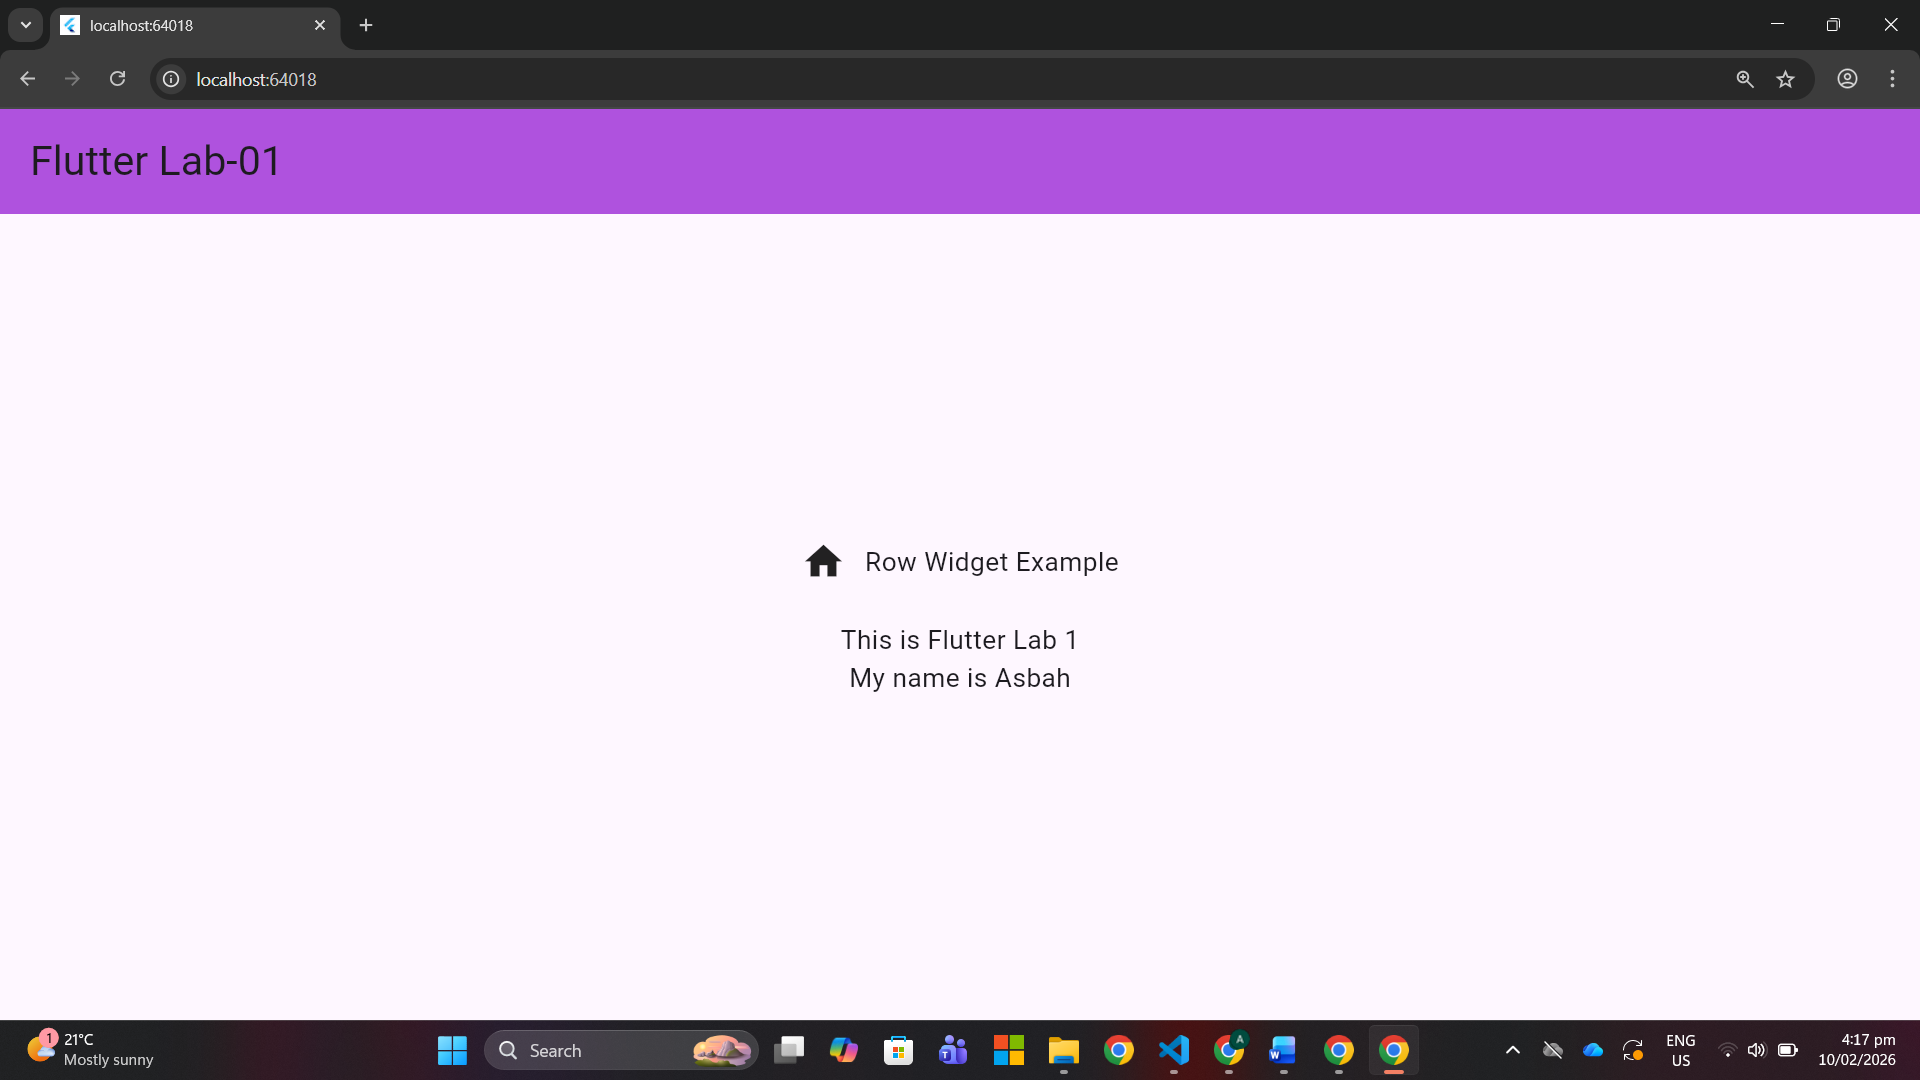 localhost:64018
localhost:64018
Flutter Lab-01
Row Widget Example
This is Flutter Lab 1
My name is Asbah
1
21°C
Mostly sunny
Search
T
A
W
ENG
US
4:17 pm
10/02/2026